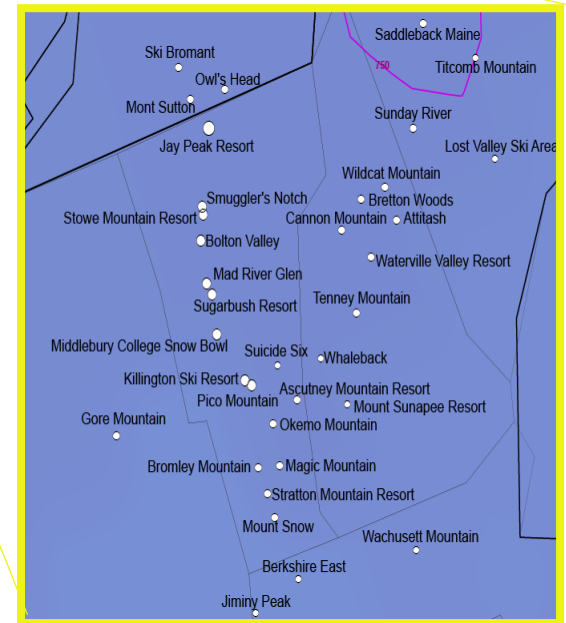 Saddleback Maine
Ski Bromant
750
Titcomb Mountain
Owl's Head
Mont Sutton
Sunday River
Jay Peak Resort
Lost Valley Ski Area
Wildcat Mountain
Smuggler's Notch
Bretton Woods
Stowe Mountain Resort
Cannon Mountain
Attitash
Bolton Valley
Waterville Valley Resort
Mad River Glen
Sugarbush Resort
Tenney Mountain
Middlebury College Snow Bowl
Suicide Six
Whaleback
Killington Ski Resort
Ascutney Mountain Resort
Pico Mountain
Mount Sunapee Resort
Gore Mountain
Okemo Mountain
Bromley Mountain
Magic Mountain
Stratton Mountain Resort
Mount Snow
Wachusett Mountain
Berkshire East
Jiminy Peak